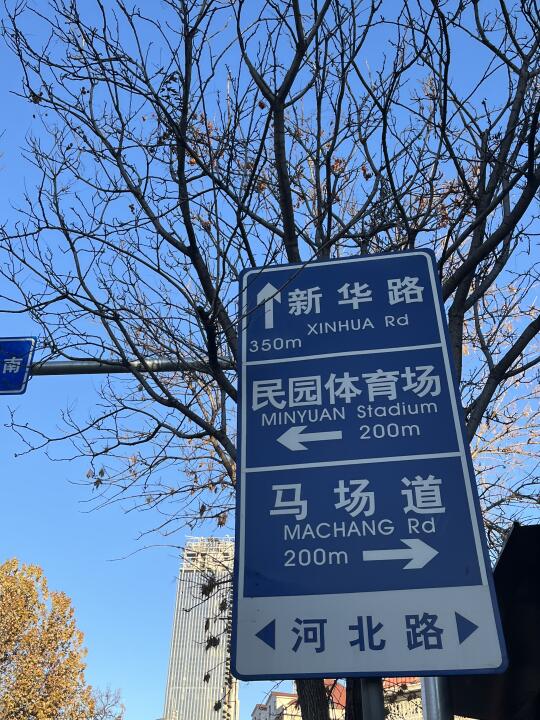 新华路
XINHUA Rd
350m
南
民园体育场
MINYUAN Stadium
200m
马场道
MACHANG Rd
200m
河北路